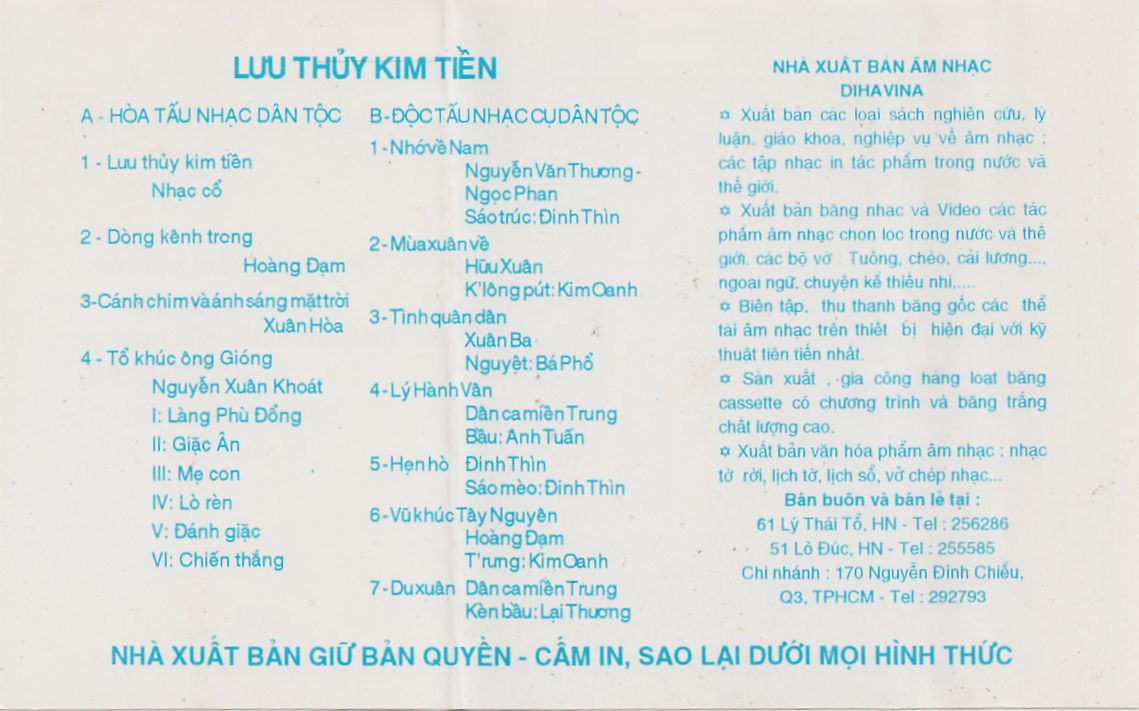 LƯU THỦY KIM TIỀN
A - HÒA TẤU NHẠC DÂN TỘC
1 - Lưu thủy kim tiền
Nhạc cổ
2 - Dòng kênh trong
Hoàng Đạm
3-Cánh chim và ánh sáng mặt trời
Xuân Hòa
4 - Tổ khúc ông Gióng
Nguyễn Xuân Khoát
I: Làng Phù Đổng
II: Giặc Ân
III: Mẹ con
IV: Lò rèn
V: Đánh giặc
VI: Chiến thắng
B-ĐỘC TẤU NHẠC CỤ DÂN TỘC
1-Nhớ về Nam
Nguyễn Văn Thương-
Ngọc Phan
Sáo trúc: Đinh Thìn
2-Mùa xuân về
Hữu Xuân
K'lông pút: Kim Oanh
3-Tình quân dân
Xuân Ba
Nguyệt: Bá Phổ
4-Lý Hành Vân
Dân ca miền Trung
Bầu: Anh Tuấn
5-Hẹn hò Đinh Thìn
Sáo mèo: Đinh Thìn
6-Vũ khúc Tây Nguyên
Hoàng Đạm
T'rưng: Kim Oanh
7-Du xuân Dân ca miền Trung
Kèn bầu: Lại Thương
NHÀ XUẤT BẢN ÂM NHẠC
DIHAVINA
✡ Xuất bản các loại sách nghiên cứu, lý
luận, giáo khoa, nghiệp vụ về âm nhạc ;
các tập nhạc in tác phẩm trong nước và
thế giới.
✡ Xuất bản băng nhạc và Video các tác
phẩm âm nhạc chọn lọc trong nước và thế
giới, các bộ vở : Tuồng, chèo, cải lương...,
ngoại ngữ, chuyện kể thiếu nhi,....
✡ Biên tập, thu thanh băng gốc các thể
tài âm nhạc trên thiết bị hiện đại với kỹ
thuật tiên tiến nhất.
✡ Sản xuất , gia công hàng loạt băng
cassette có chương trình và băng trắng
chất lượng cao.
✡ Xuất bản văn hóa phẩm âm nhạc : nhạc
tờ rời, lịch tờ, lịch sổ, vở chép nhạc...
Bán buôn và bán lẻ tại :
61 Lý Thái Tổ, HN - Tel : 256286
51 Lò Đúc, HN - Tel : 255585
Chi nhánh : 170 Nguyễn Đình Chiểu,
Q3, TPHCM - Tel : 292793
NHÀ XUẤT BẢN GIỮ BẢN QUYỀN - CẤM IN, SAO LẠI DƯỚI MỌI HÌNH THỨC